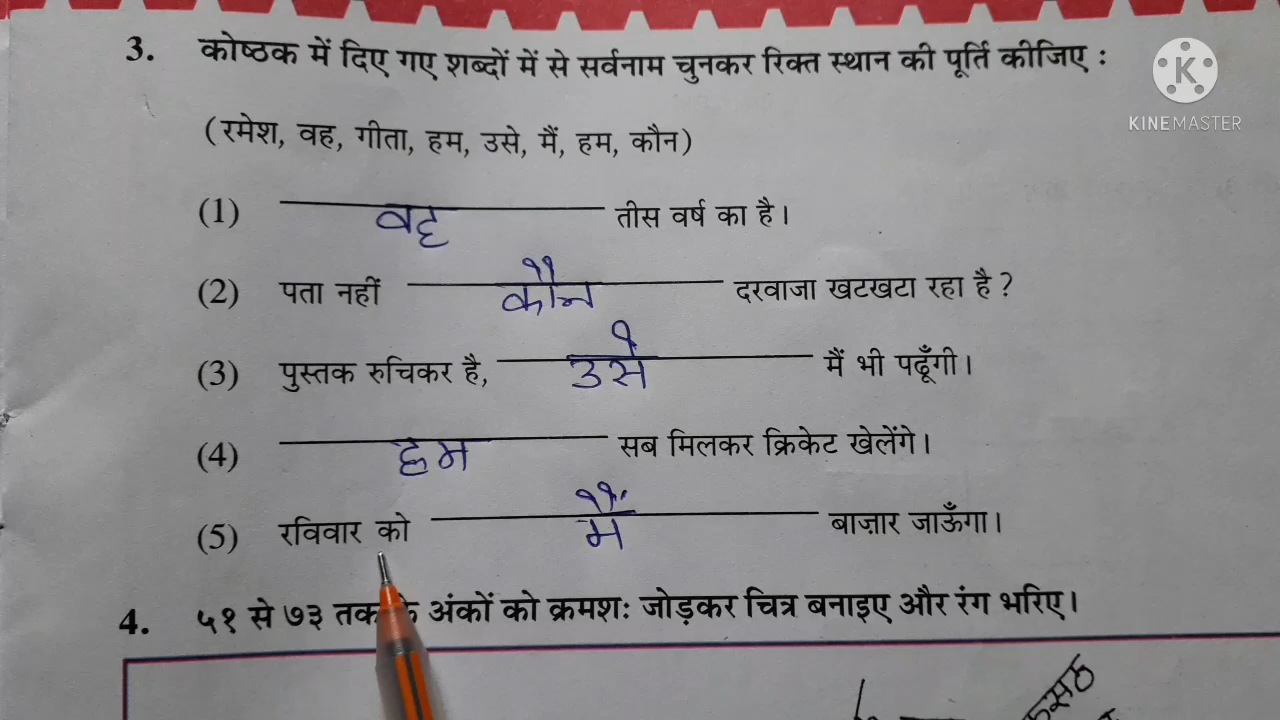 3. कोष्ठक में दिए गए शब्दों में से सर्वनाम चुनकर रिक्त स्थान की पूर्ति कीजिए :
K
KINEMASTER
(रमेश, वह, गीता, हम, उसे, मैं, हम, कौन)
(1) वह तीस वर्ष का है।
(2) पता नहीं कौन दरवाजा खटखटा रहा है ?
(3) पुस्तक रुचिकर है, उसे मैं भी पढ़ूँगी।
(4) हम सब मिलकर क्रिकेट खेलेंगे।
(5) रविवार को मैं बाज़ार जाऊँगा।
4. ५१ से ७३ तक के अंकों को क्रमशः जोड़कर चित्र बनाइए और रंग भरिए।